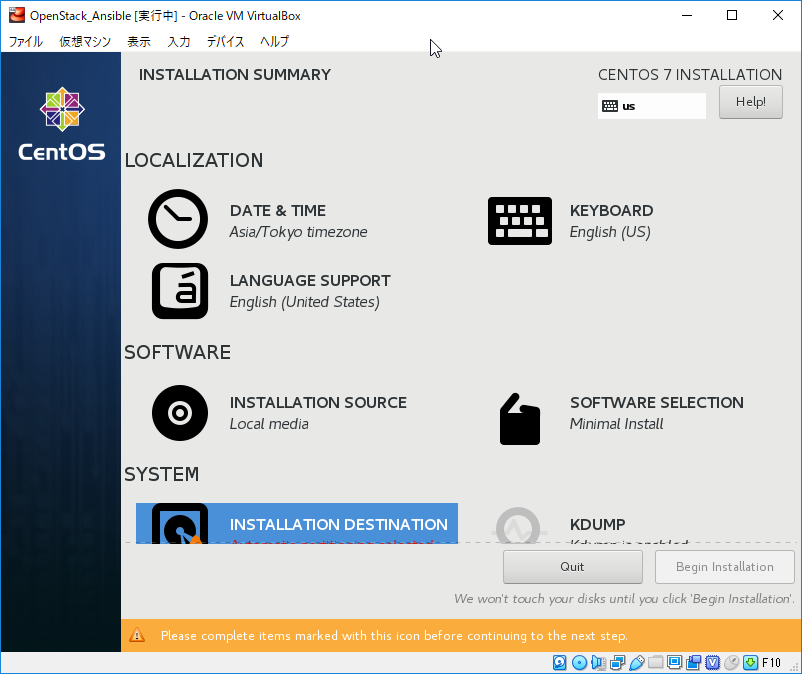 OpenStack_Ansible [実行中] - Oracle VM VirtualBox
ファイル 仮想マシン 表示 入力 デバイス ヘルプ
INSTALLATION SUMMARY
CENTOS 7 INSTALLATION
us
Help!
CentOS
LOCALIZATION
DATE & TIME
Asia/Tokyo timezone
KEYBOARD
English (US)
LANGUAGE SUPPORT
English (United States)
SOFTWARE
INSTALLATION SOURCE
Local media
SOFTWARE SELECTION
Minimal Install
SYSTEM
INSTALLATION DESTINATION
KDUMP
Kdump is enabled
Quit
Begin Installation
We won't touch your disks until you click 'Begin Installation'.
Please complete items marked with this icon before continuing to the next step.
F10